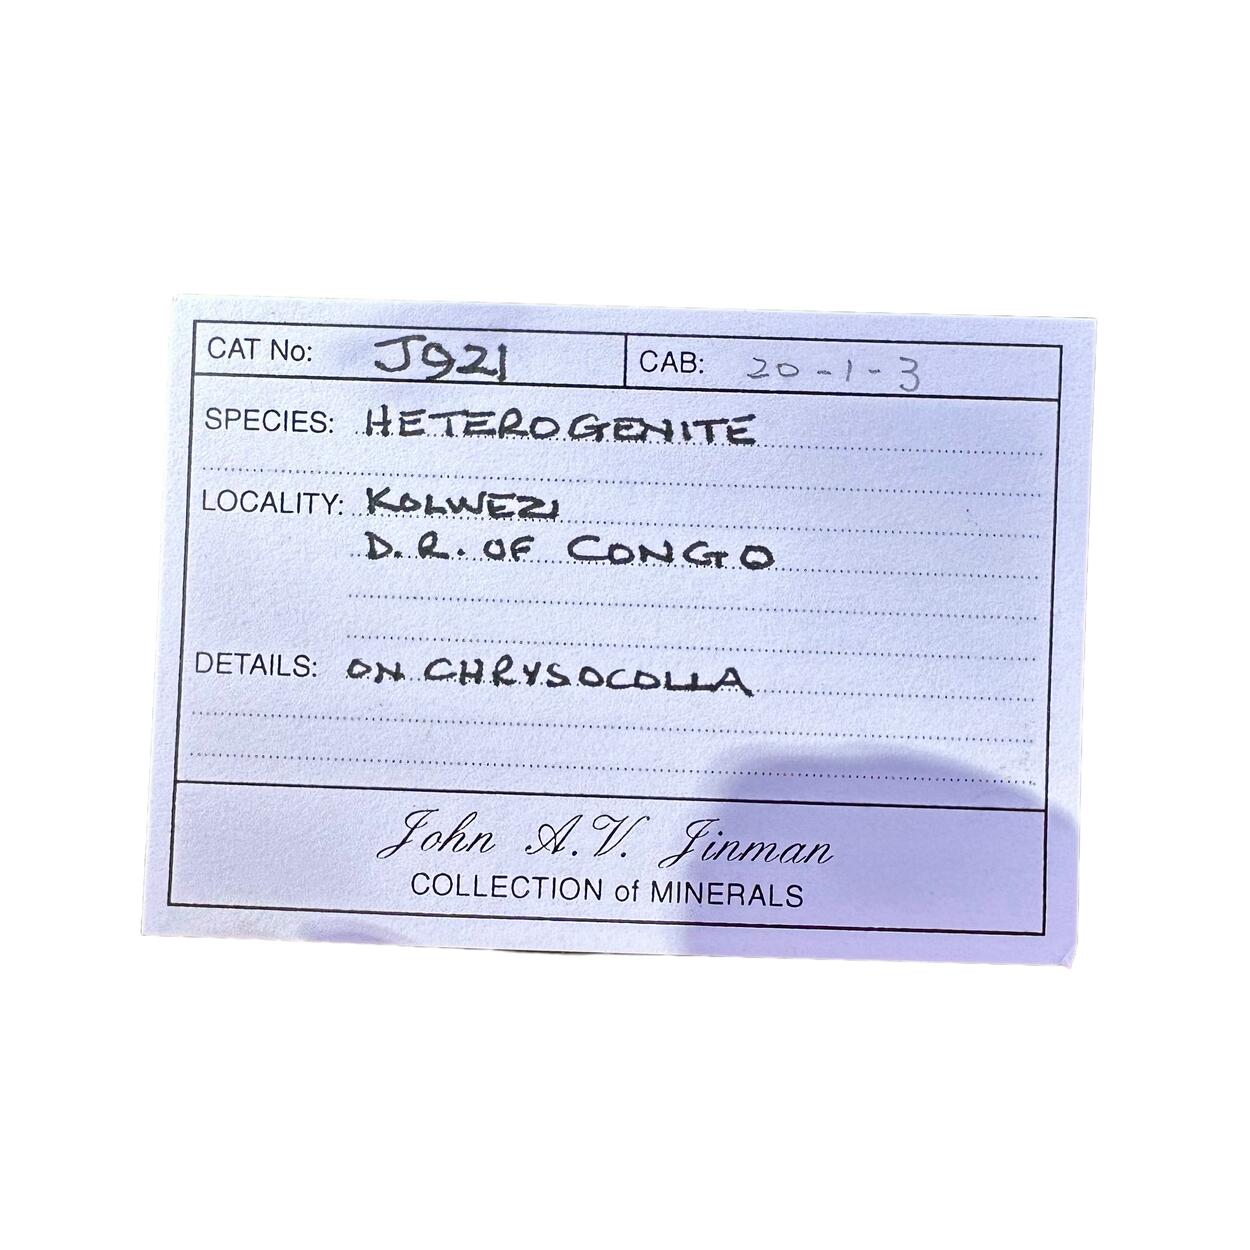 CAT No: J921 CAB: 20-1-3
SPECIES: HETEROGENITE
LOCALITY: KOLWEZI
D.R. OF CONGO
DETAILS: ON CHRYSOCOLLA
John A.V. Jinman
COLLECTION of MINERALS